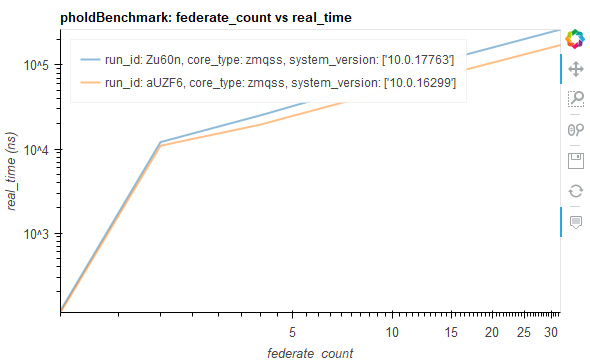 pholdBenchmark: federate_count vs real_time
run_id: Zu60n, core_type: zmqss, system_version: ['10.0.17763']
run_id: aUZF6, core_type: zmqss, system_version: ['10.0.16299']
10^5
10^4
10^3
real_time (ns)
5 10 15 20 25 30
federate_count